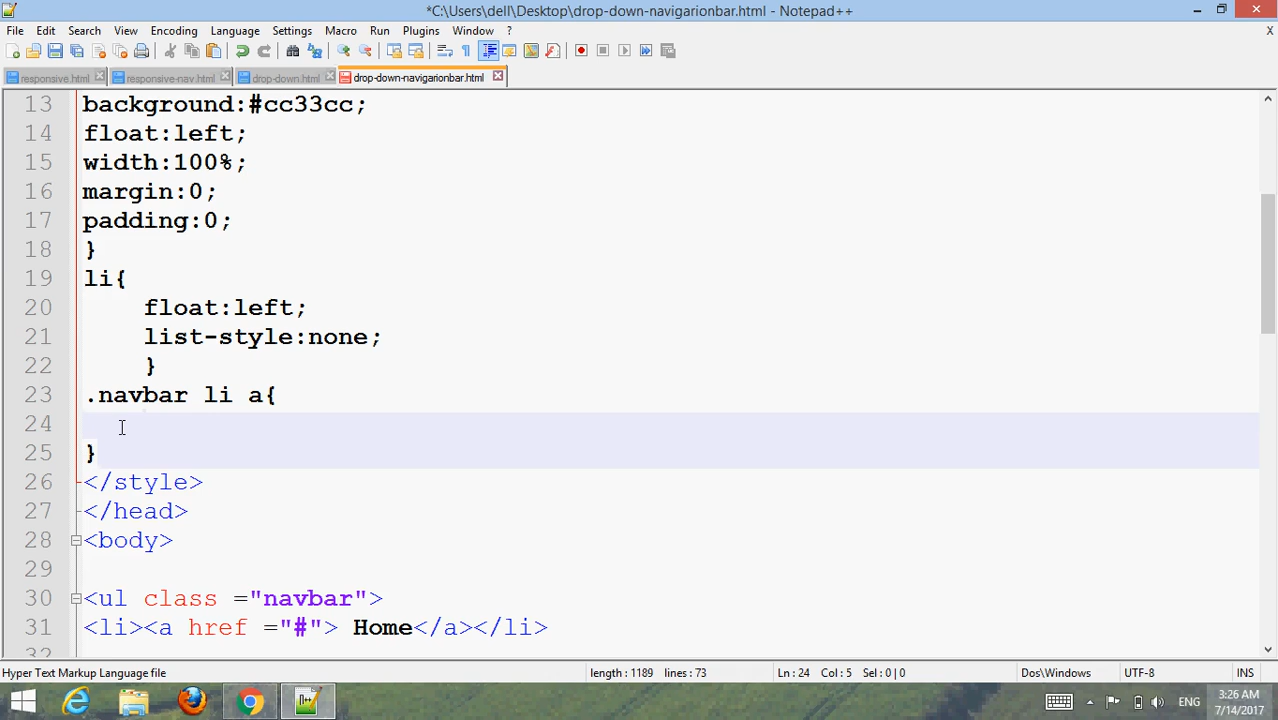 *C:\Users\dell\Desktop\drop-down-navigarionbar.html - Notepad++
File Edit Search View Encoding Language Settings Macro Run Plugins Window ? X
responsive.html responsive-nav.html drop-down.html drop-down-navigarionbar.html
13 background:#cc33cc;
14 float:left;
15 width:100%;
16 margin:0;
17 padding:0;
18 }
19 li{
20 float:left;
21 list-style:none;
22 }
23 .navbar li a{
24
25 }
26 </style>
27 </head>
28 <body>
29
30 <ul class ="navbar">
31 <li><a href ="#"> Home</a></li>
32
Hyper Text Markup Language file length : 1189 lines : 73 Ln : 24 Col : 5 Sel : 0 | 0 Dos\Windows UTF-8 INS
ENG 3:26 AM
7/14/2017